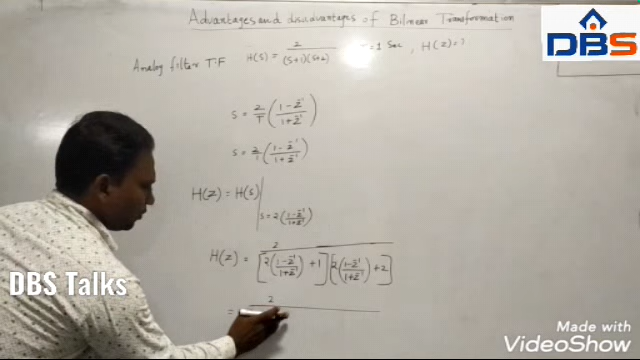 Advantages and disadvantages of Bilinear Transformation
DBS
Analog filter T.F H(s) = 2/((s+1)(s+2)) T = 1 Sec, H(z) = ?
s = 2/T ((1 - z⁻¹)/(1 + z⁻¹))
s = 2/1 ((1 - z⁻¹)/(1 + z⁻¹))
H(z) = H(s) | s = 2((1 - z⁻¹)/(1 + z⁻¹))
H(z) = 2/([2((1 - z⁻¹)/(1 + z⁻¹)) + 1] [2((1 - z⁻¹)/(1 + z⁻¹)) + 2])
DBS Talks
= 2/
Made with
VideoShow